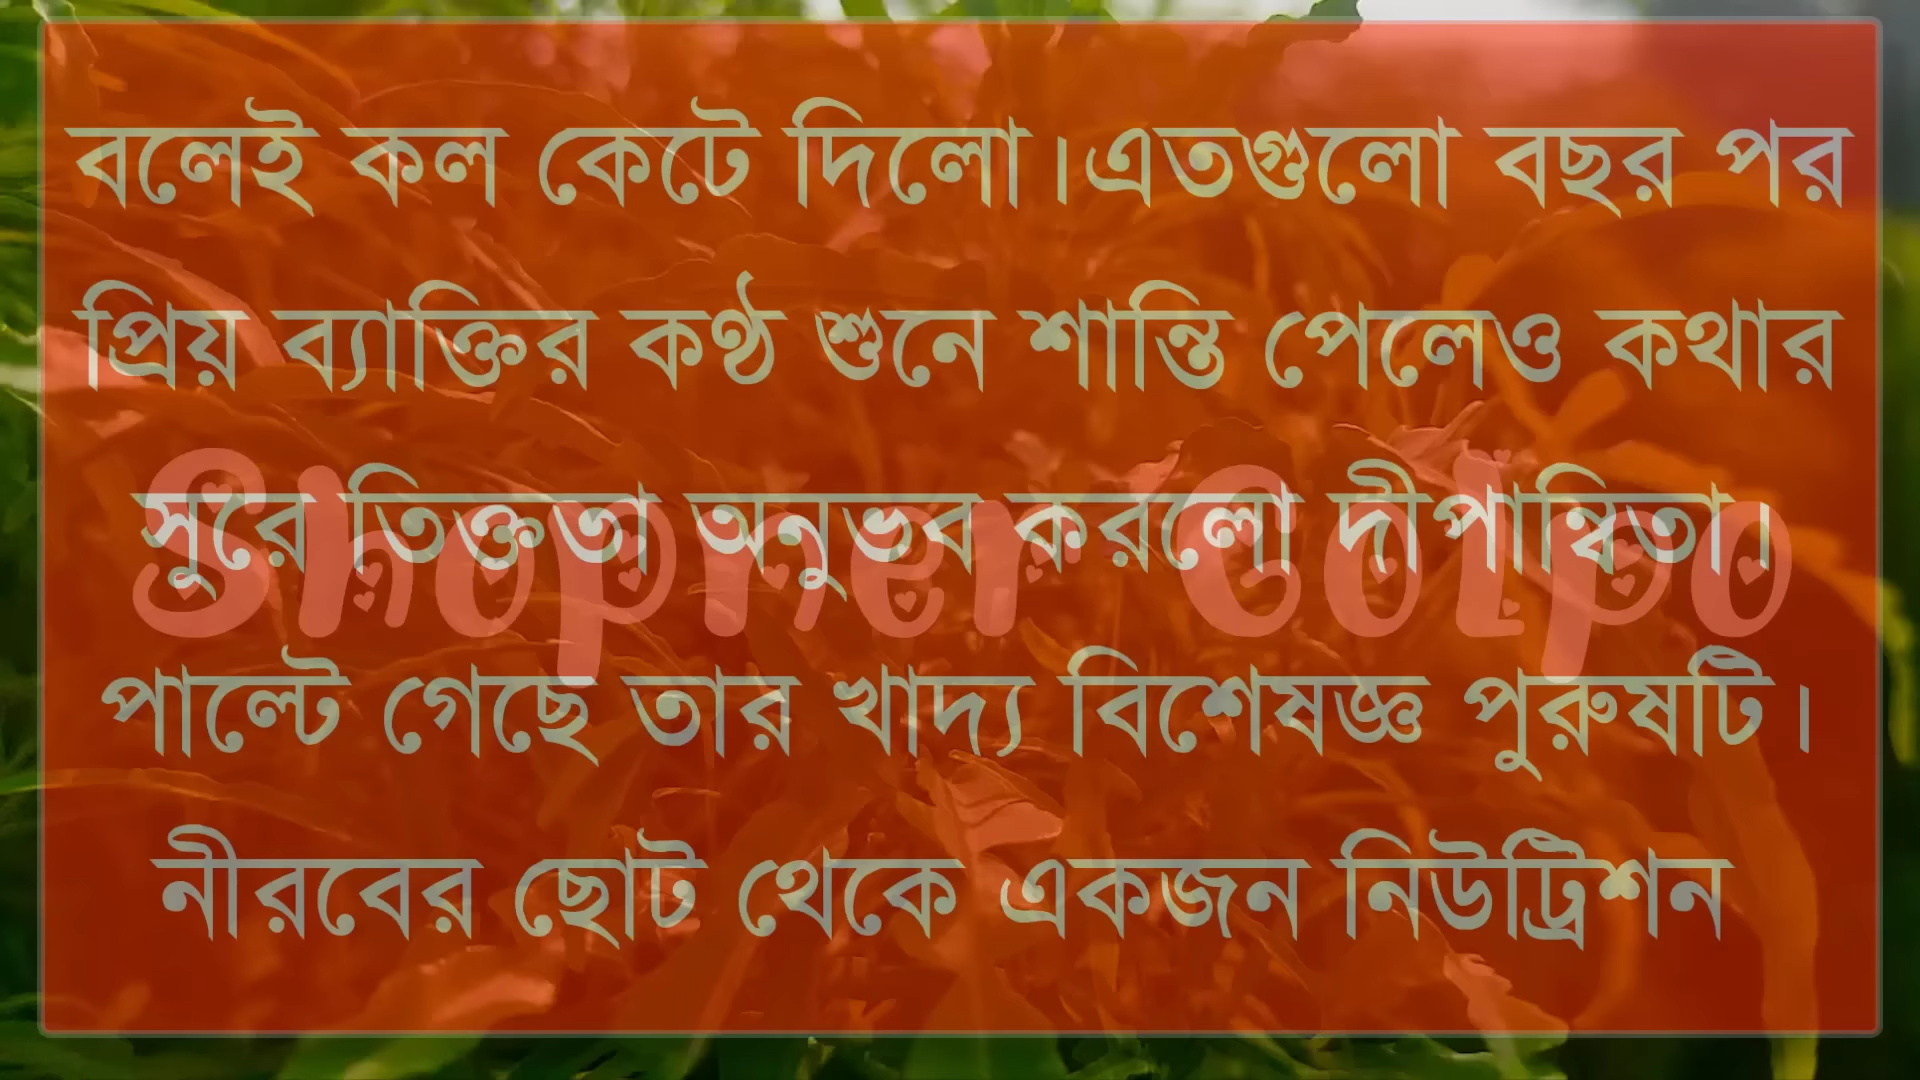 বলেই কল কেটে দিলো।এতগুলো বছর পর
প্রিয় ব্যাক্তির কণ্ঠ শুনে শান্তি পেলেও কথার
সুরে তিক্ততা অনুভব করলো দীপান্বিতা।
Shopner Golpo
পাল্টে গেছে তার খাদ্য বিশেষজ্ঞ পুরুষটি।
নীরবের ছোট থেকে একজন নিউট্রিশন